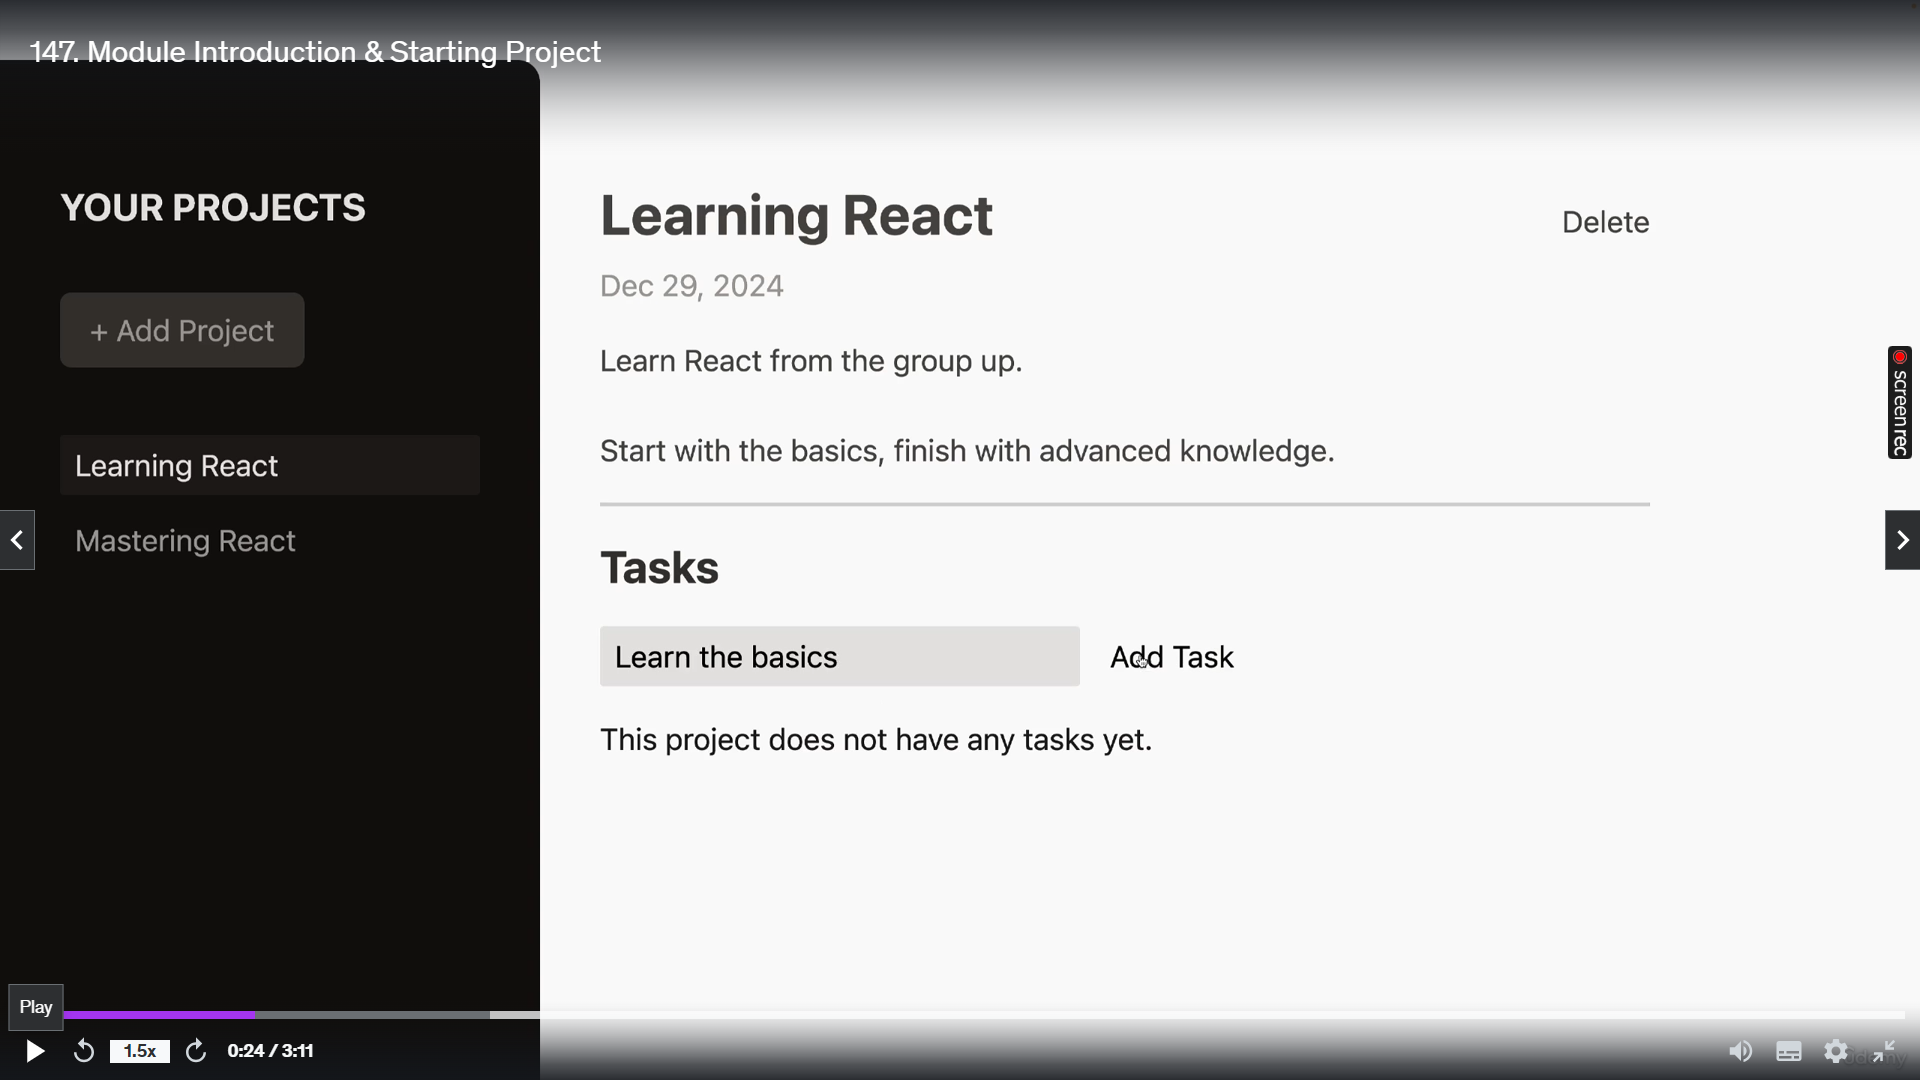 147. Module Introduction & Starting Project
YOUR PROJECTS
+ Add Project
Learning React
Mastering React
Learning React
Delete
Dec 29, 2024
Learn React from the group up.
Start with the basics, finish with advanced knowledge.
Tasks
Learn the basics
Add Task
This project does not have any tasks yet.
screenrec
Play
1.5x
0:24 / 3:11
udemy